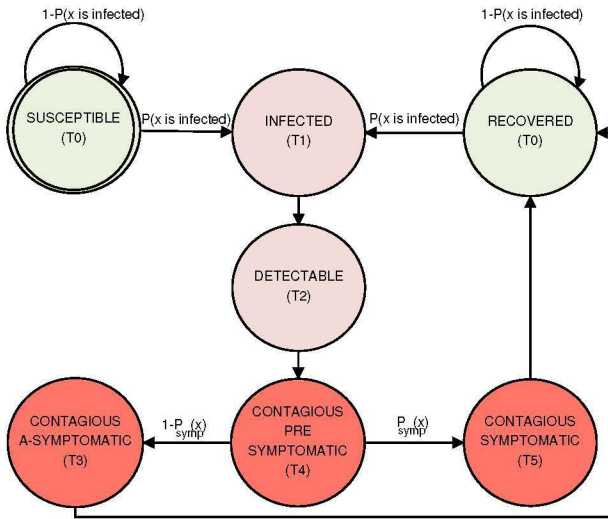 1-P(x is infected)
1-P(x is infected)
SUSCEPTIBLE
(T0)
P(x is infected)
INFECTED
(T1)
P(x is infected)
RECOVERED
(T0)
DETECTABLE
(T2)
CONTAGIOUS
A-SYMPTOMATIC
(T3)
1-P (x)
symp
CONTAGIOUS
PRE
SYMPTOMATIC
(T4)
P (x)
symp
CONTAGIOUS
SYMPTOMATIC
(T5)